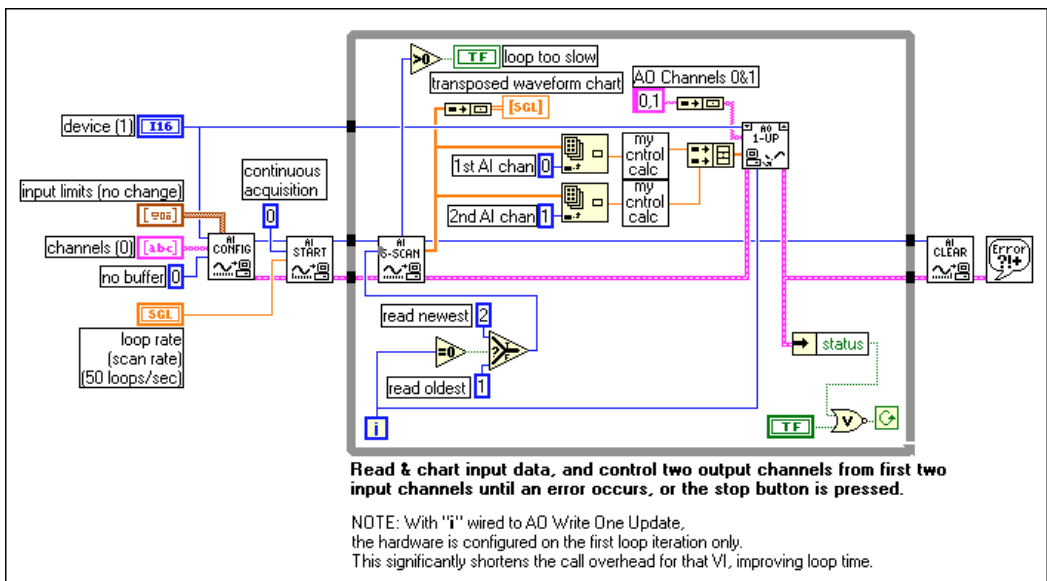 >0
TF
loop too slow
transposed waveform chart
[SGL]
AO Channels 0&1
0,1
device (1)
I16
AO
1-UP
1st AI chan
0
my
cntrol
calc
2nd AI chan
1
my
cntrol
calc
continuous
acquisition
0
input limits (no change)
channels (0)
[abc]
no buffer
0
AI
CONFIG
AI
START
AI
S-SCAN
AI
CLEAR
Error
?!+
SGL
loop rate
(scan rate)
(50 loops/sec)
read newest
2
=0
?
T
F
read oldest
1
i
status
TF
V
Read & chart input data, and control two output channels from first two
input channels until an error occurs, or the stop button is pressed.
NOTE: With "i" wired to AO Write One Update,
the hardware is configured on the first loop iteration only.
This significantly shortens the call overhead for that VI, improving loop time.